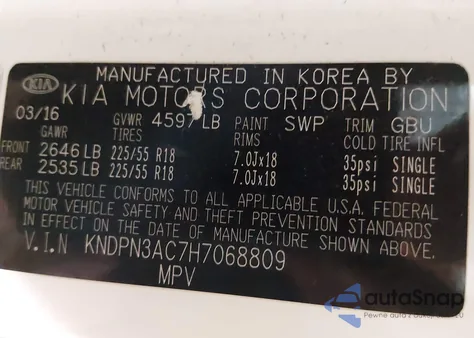 MANUFACTURED IN KOREA BY
KIA KIA MOTORS CORPORATION
03/16 GVWR 4597 LB PAINT SWP TRIM GBU
GAWR TIRES RIMS COLD TIRE INFL
FRONT 2646 LB 225/55 R18 7.0Jx18 35psi SINGLE
REAR 2535 LB 225/55 R18 7.0Jx18 35psi SINGLE
THIS VEHICLE CONFORMS TO ALL APPLICABLE U.S.A. FEDERAL
MOTOR VEHICLE SAFETY AND THEFT PREVENTION STANDARDS
IN EFFECT ON THE DATE OF MANUFACTURE SHOWN ABOVE.
V.I.N KNDPN3AC7H7068809
MPV
autaSnap